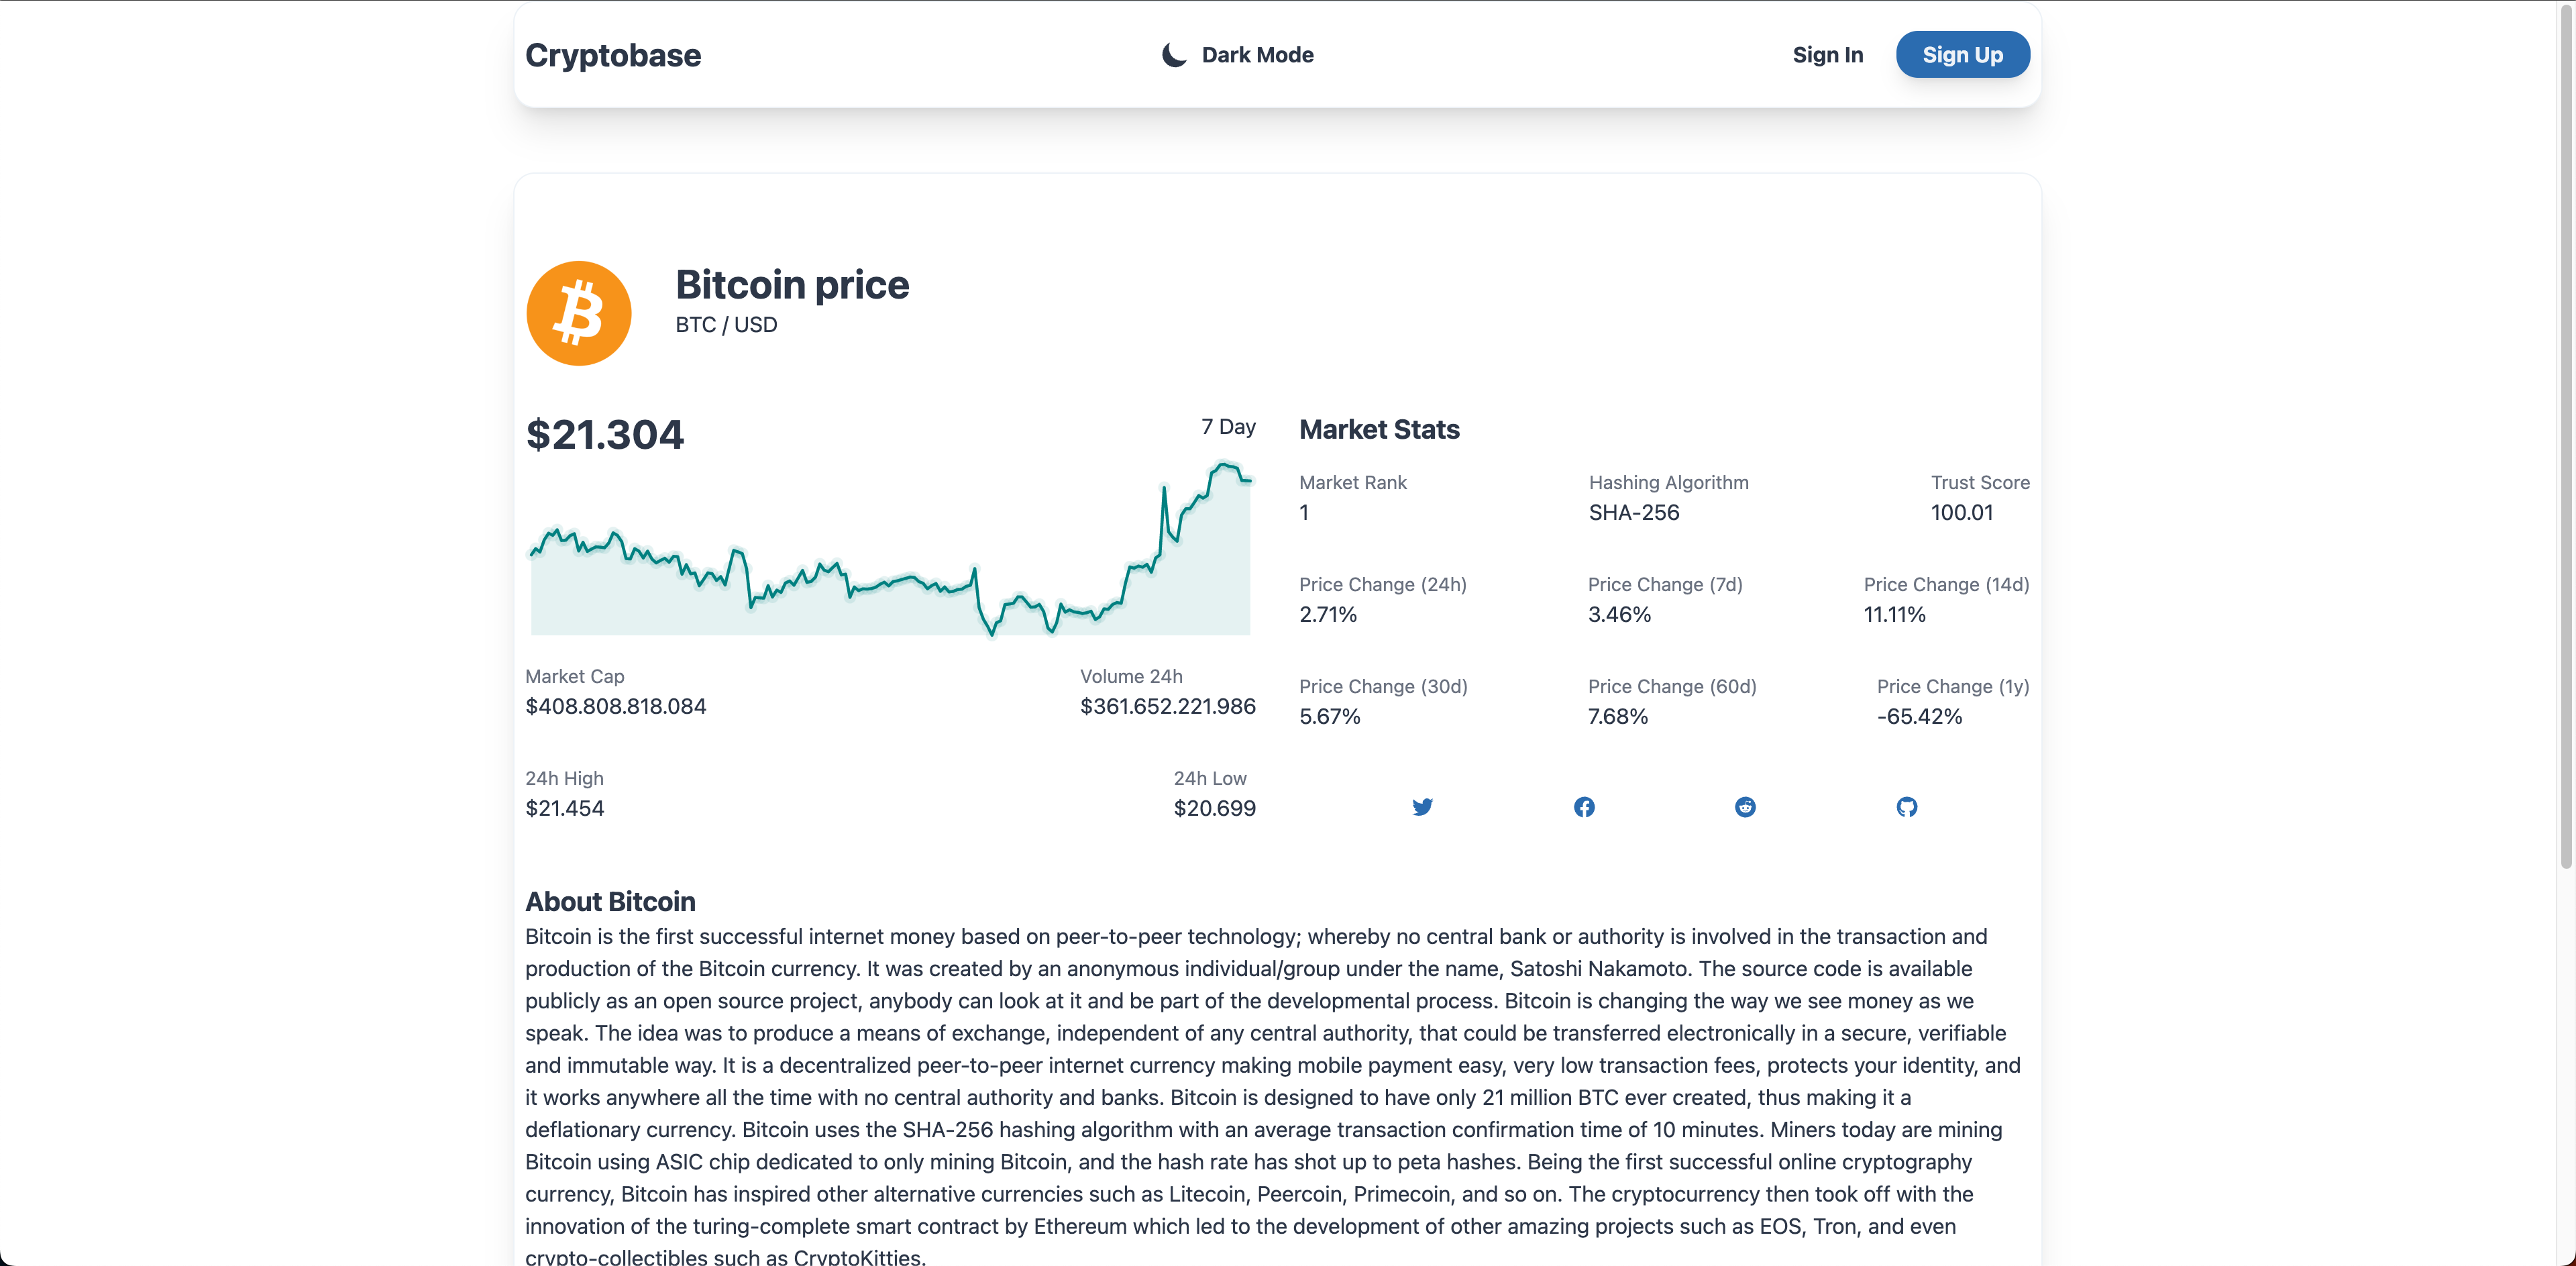 Cryptobase
Dark Mode
Sign In
Sign Up
Bitcoin price
BTC / USD
$21.304
7 Day
Market Cap
$408.808.818.084
Volume 24h
$361.652.221.986
24h High
$21.454
24h Low
$20.699
Market Stats
Market Rank
1
Hashing Algorithm
SHA-256
Trust Score
100.01
Price Change (24h)
2.71%
Price Change (7d)
3.46%
Price Change (14d)
11.11%
Price Change (30d)
5.67%
Price Change (60d)
7.68%
Price Change (1y)
-65.42%
About Bitcoin
Bitcoin is the first successful internet money based on peer-to-peer technology; whereby no central bank or authority is involved in the transaction and
production of the Bitcoin currency. It was created by an anonymous individual/group under the name, Satoshi Nakamoto. The source code is available
publicly as an open source project, anybody can look at it and be part of the developmental process. Bitcoin is changing the way we see money as we
speak. The idea was to produce a means of exchange, independent of any central authority, that could be transferred electronically in a secure, verifiable
and immutable way. It is a decentralized peer-to-peer internet currency making mobile payment easy, very low transaction fees, protects your identity, and
it works anywhere all the time with no central authority and banks. Bitcoin is designed to have only 21 million BTC ever created, thus making it a
deflationary currency. Bitcoin uses the SHA-256 hashing algorithm with an average transaction confirmation time of 10 minutes. Miners today are mining
Bitcoin using ASIC chip dedicated to only mining Bitcoin, and the hash rate has shot up to peta hashes. Being the first successful online cryptography
currency, Bitcoin has inspired other alternative currencies such as Litecoin, Peercoin, Primecoin, and so on. The cryptocurrency then took off with the
innovation of the turing-complete smart contract by Ethereum which led to the development of other amazing projects such as EOS, Tron, and even
crypto-collectibles such as CryptoKitties.